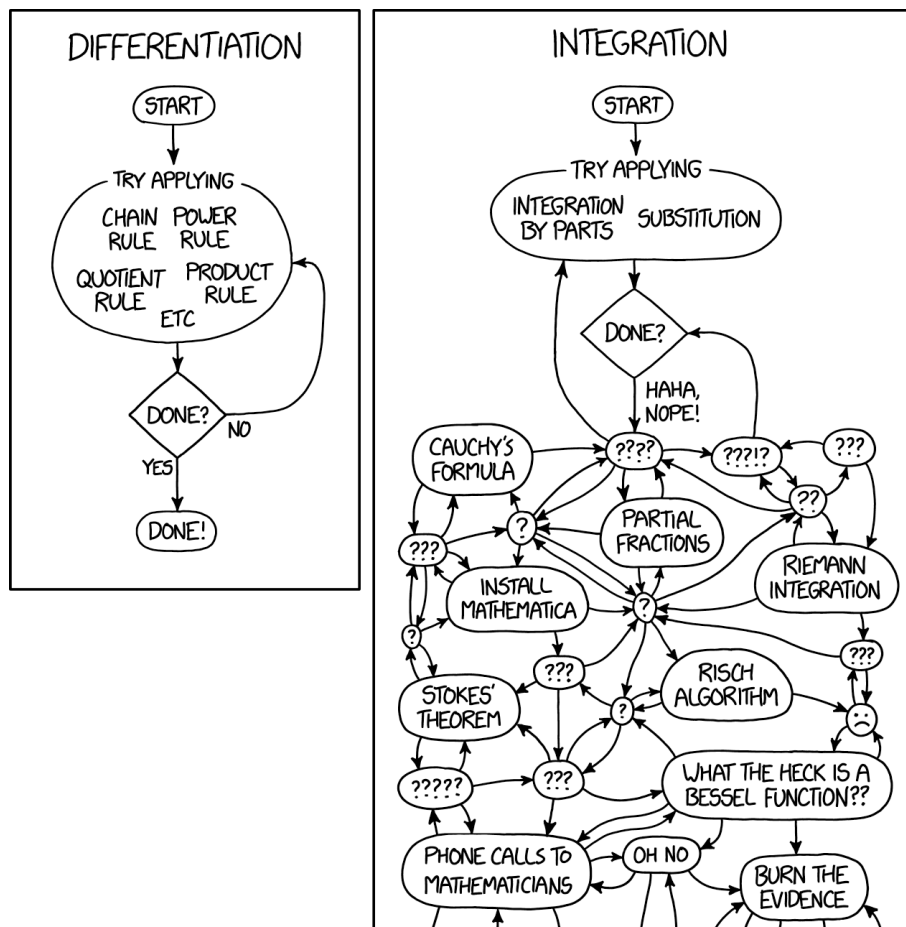 DIFFERENTIATION
START
TRY APPLYING
CHAIN
RULE
POWER
RULE
QUOTIENT
RULE
PRODUCT
RULE
ETC
DONE?
NO
YES
DONE!
INTEGRATION
START
TRY APPLYING
INTEGRATION
BY PARTS
SUBSTITUTION
DONE?
HAHA,
NOPE!
CAUCHY'S
FORMULA
????
???!?
???
??
?
PARTIAL
FRACTIONS
???
INSTALL
MATHEMATICA
RIEMANN
INTEGRATION
?
?
???
???
STOKES'
THEOREM
RISCH
ALGORITHM
?
?????
???
WHAT THE HECK IS A
BESSEL FUNCTION??
PHONE CALLS TO
MATHEMATICIANS
OH NO
BURN THE
EVIDENCE